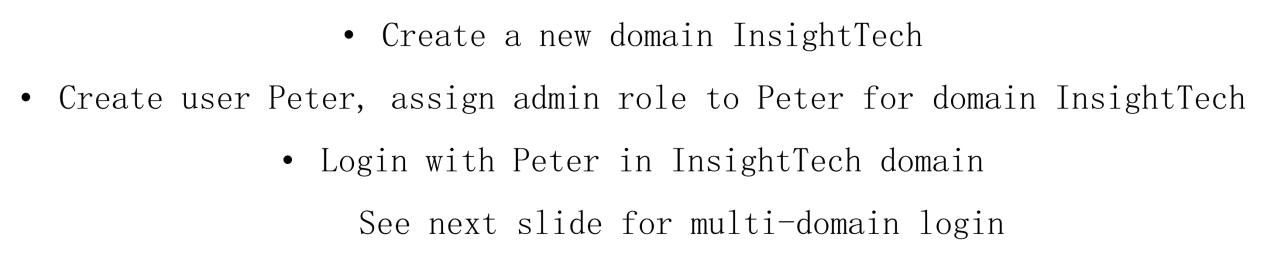 • Create a new domain InsightTech
• Create user Peter, assign admin role to Peter for domain InsightTech
• Login with Peter in InsightTech domain
See next slide for multi-domain login